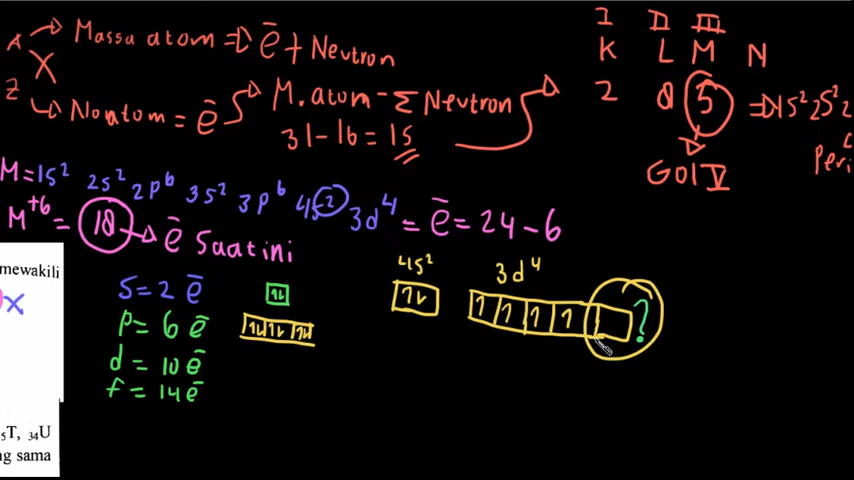 A → Massa atom ⇒ ē + Neutron
X
Z → No atom = ē → M. atom - Σ Neutron
31 - 16 = 15
I II III
K L M N
2 8 5 ⇒ 1s² 2s² 2
Gol V
Peri
M = 1s² 2s² 2p⁶ 3s² 3p⁶ 4s² 3d⁴ = ē = 24 - 6
M⁺⁶ = 18 → ē Saat ini
mewakili
X
S = 2 ē
p = 6 ē
d = 10 ē
f = 14 ē
4s² 3d⁴
?
₅T, ₃₄U
ng sama